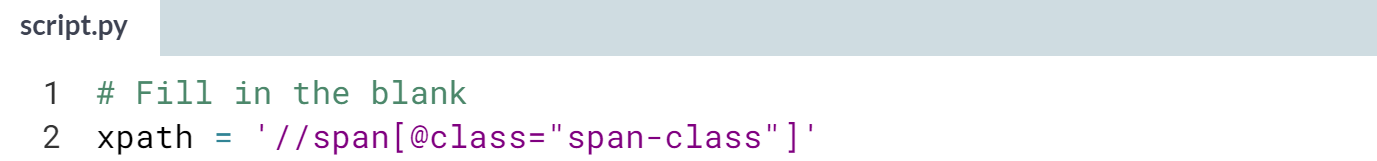 script.py
1 # Fill in the blank
2 xpath = '//span[@class="span-class"]'